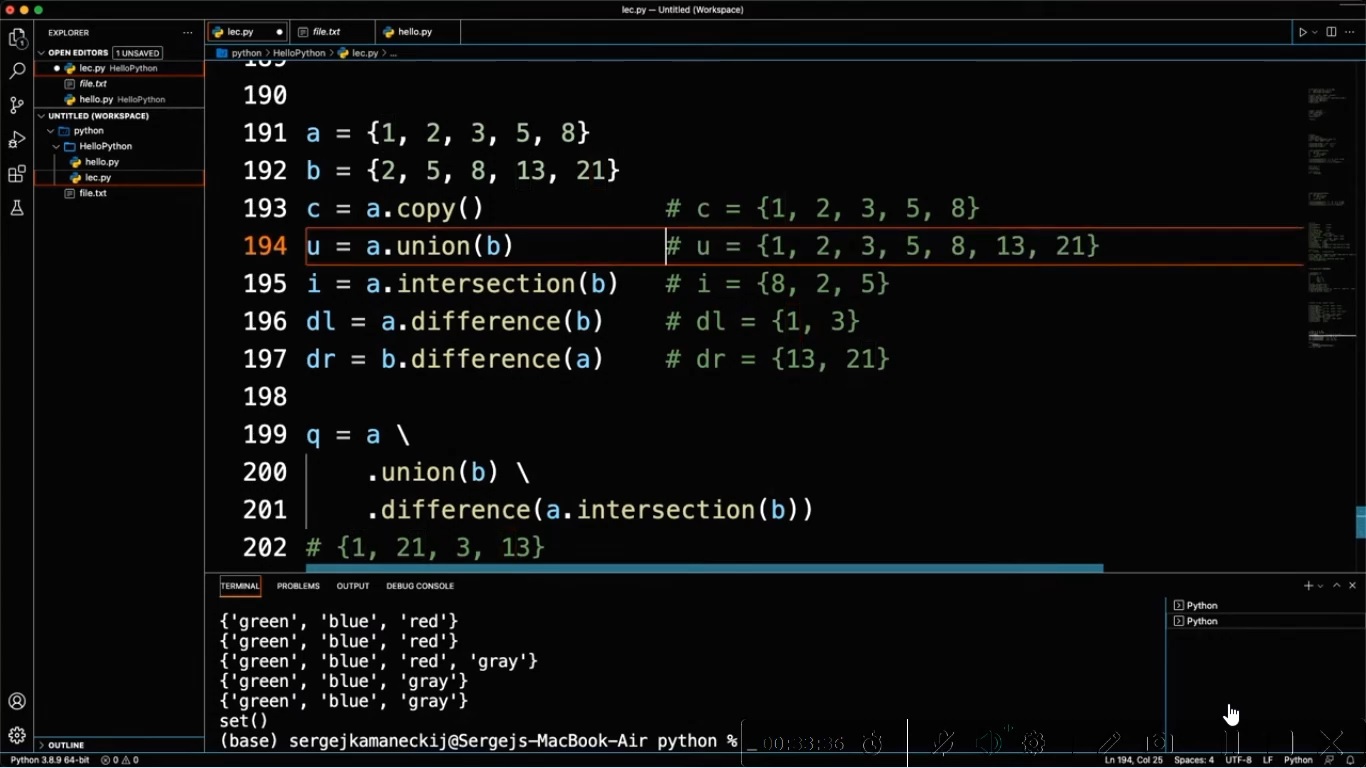 lec.py — Untitled (Workspace)
EXPLORER
lec.py
file.txt
hello.py
OPEN EDITORS 1 UNSAVED
python > HelloPython > lec.py > ...
lec.py HelloPython
file.txt
hello.py HelloPython
UNTITLED (WORKSPACE)
python
HelloPython
hello.py
lec.py
file.txt
189
190
191 a = {1, 2, 3, 5, 8}
192 b = {2, 5, 8, 13, 21}
193 c = a.copy() # c = {1, 2, 3, 5, 8}
194 u = a.union(b) # u = {1, 2, 3, 5, 8, 13, 21}
195 i = a.intersection(b) # i = {8, 2, 5}
196 dl = a.difference(b) # dl = {1, 3}
197 dr = b.difference(a) # dr = {13, 21}
198
199 q = a \
200 .union(b) \
201 .difference(a.intersection(b))
202 # {1, 21, 3, 13}
TERMINAL PROBLEMS OUTPUT DEBUG CONSOLE
{'green', 'blue', 'red'}
{'green', 'blue', 'red'}
{'green', 'blue', 'red', 'gray'}
{'green', 'blue', 'gray'}
{'green', 'blue', 'gray'}
set()
(base) sergejkamaneckij@Sergejs-MacBook-Air python %
Python
Python
00:33:36
OUTLINE
Python 3.8.9 64-bit 0 0
Ln 194, Col 25 Spaces: 4 UTF-8 LF Python